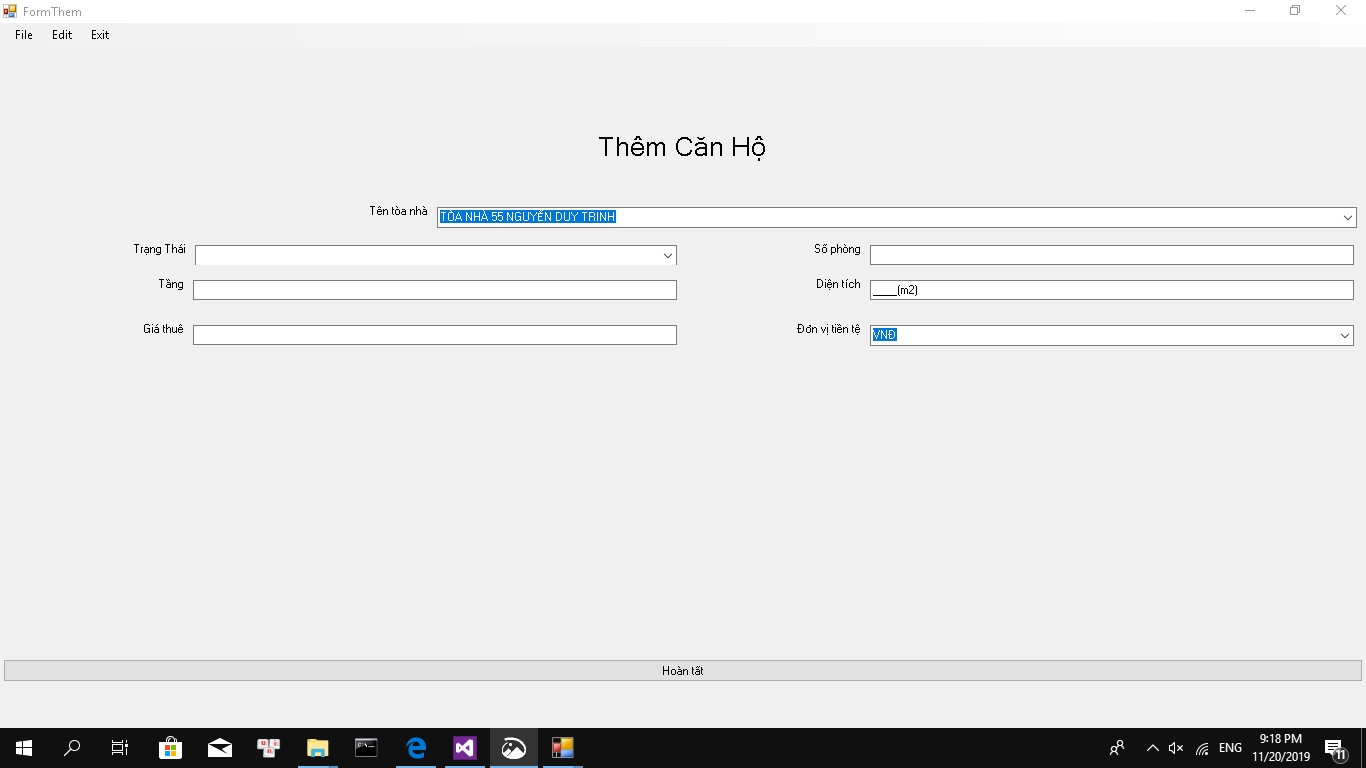 FormThem
File Edit Exit
Thêm Căn Hộ
Tên tòa nhà TÒA NHÀ 55 NGUYỄN DUY TRINH
Trạng Thái Số phòng
Tầng Diện tích ____(m2)
Giá thuê Đơn vị tiền tệ VNĐ
Hoàn tất
ENG 9:18 PM
11/20/2019 11